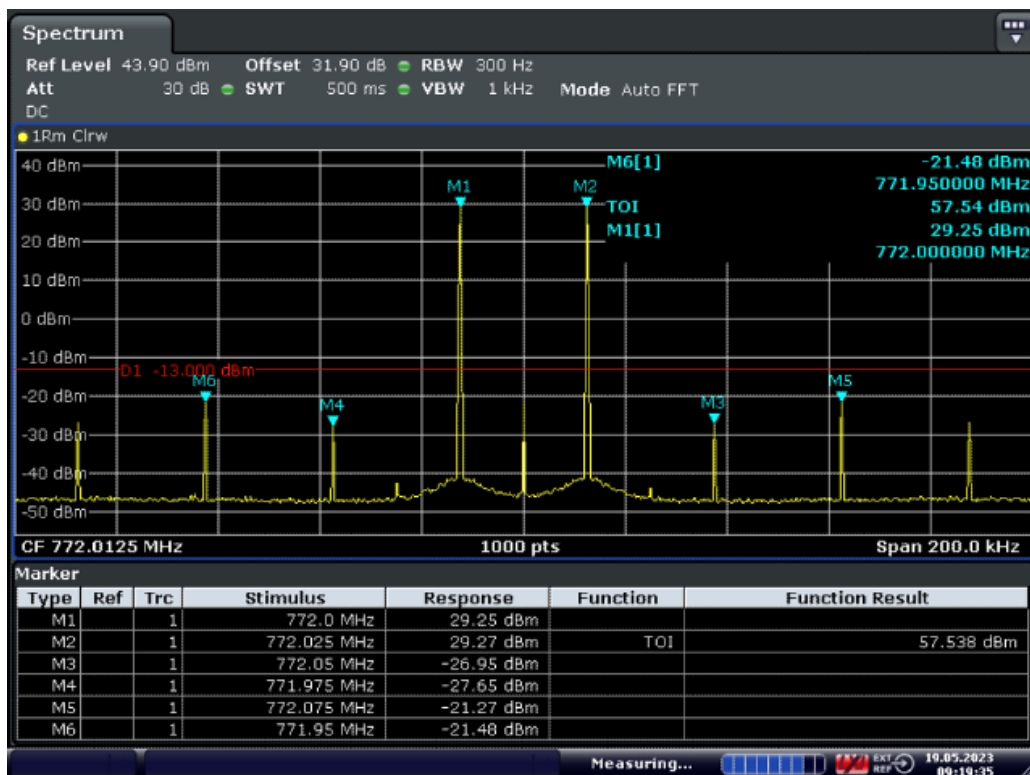 Spectrum
Ref Level 43.90 dBm Offset 31.90 dB RBW 300 Hz
Att 30 dB SWT 500 ms VBW 1 kHz Mode Auto FFT
DC
1Rm Clrw
40 dBm
M6[1] -21.48 dBm
771.950000 MHz
M1 M2
30 dBm
TOI 57.54 dBm
M1[1] 29.25 dBm
20 dBm
772.000000 MHz
10 dBm
0 dBm
-10 dBm
D1 -13.000 dBm
M6 M5
-20 dBm
M4 M3
-30 dBm
-40 dBm
-50 dBm
CF 772.0125 MHz 1000 pts Span 200.0 kHz
Marker
Type Ref Trc Stimulus Response Function Function Result
M1 1 772.0 MHz 29.25 dBm
M2 1 772.025 MHz 29.27 dBm TOI 57.538 dBm
M3 1 772.05 MHz -26.95 dBm
M4 1 771.975 MHz -27.65 dBm
M5 1 772.075 MHz -21.27 dBm
M6 1 771.95 MHz -21.48 dBm
Measuring... EXT REF 19.05.2023
09:19:35